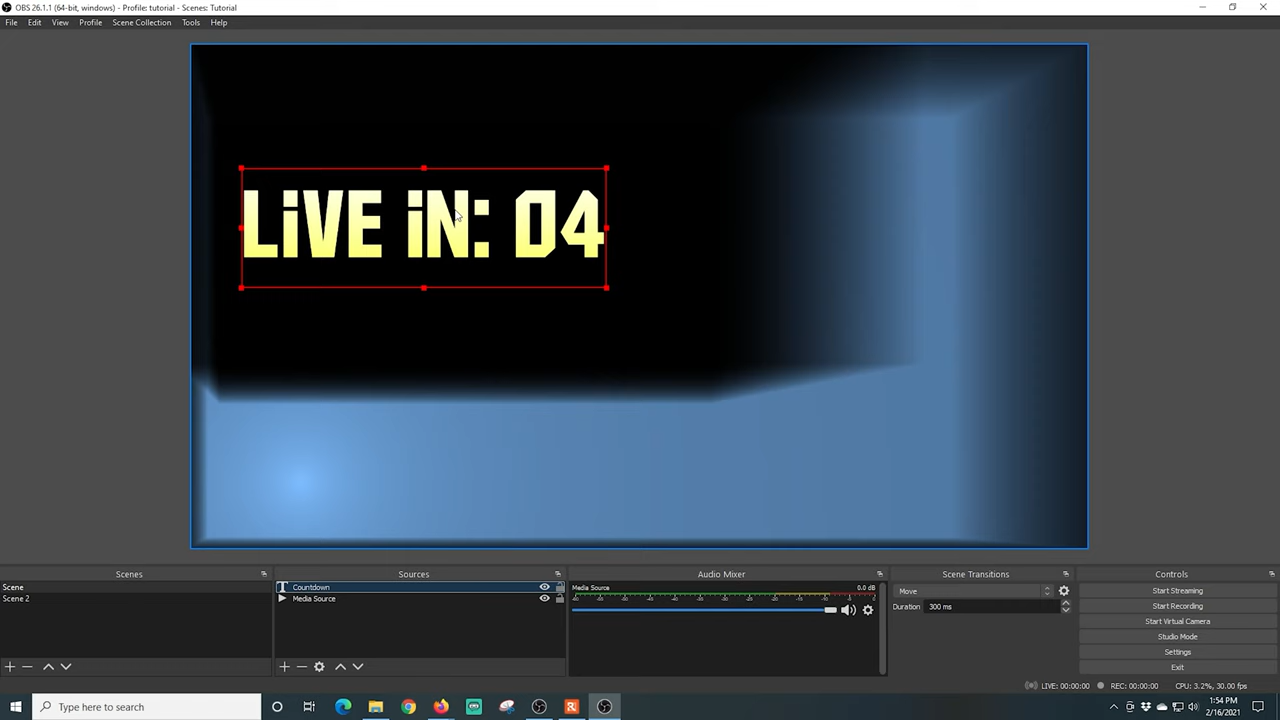 OBS 26.1.1 (64-bit, windows) - Profile: tutorial - Scenes: Tutorial
File Edit View Profile Scene Collection Tools Help
LiVE iN: 04
Scenes
Scene
Scene 2
Sources
Countdown
Media Source
Audio Mixer
Media Source 0.0 dB
Scene Transitions
Move
Duration 300 ms
Controls
Start Streaming
Start Recording
Start Virtual Camera
Studio Mode
Settings
Exit
LIVE: 00:00:00 REC: 00:00:00 CPU: 3.2%, 30.00 fps
Type here to search
1:54 PM
2/16/2021